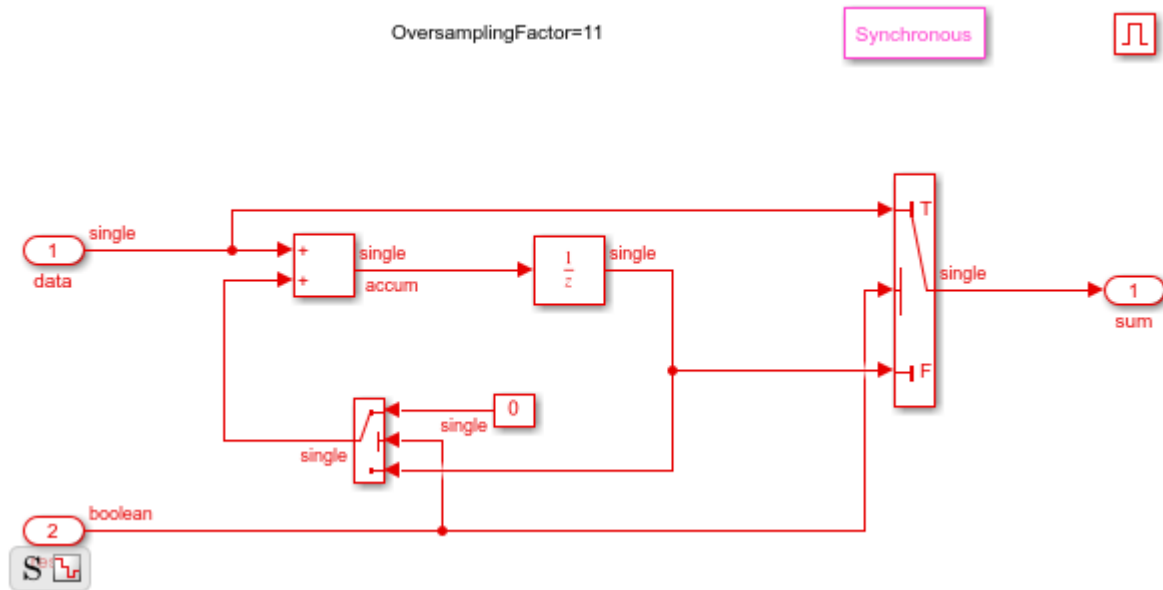 OversamplingFactor=11
Synchronous
single
1
data
+
+
single
accum
1
z
single
T
F
single
1
sum
0
single
single
boolean
2
S